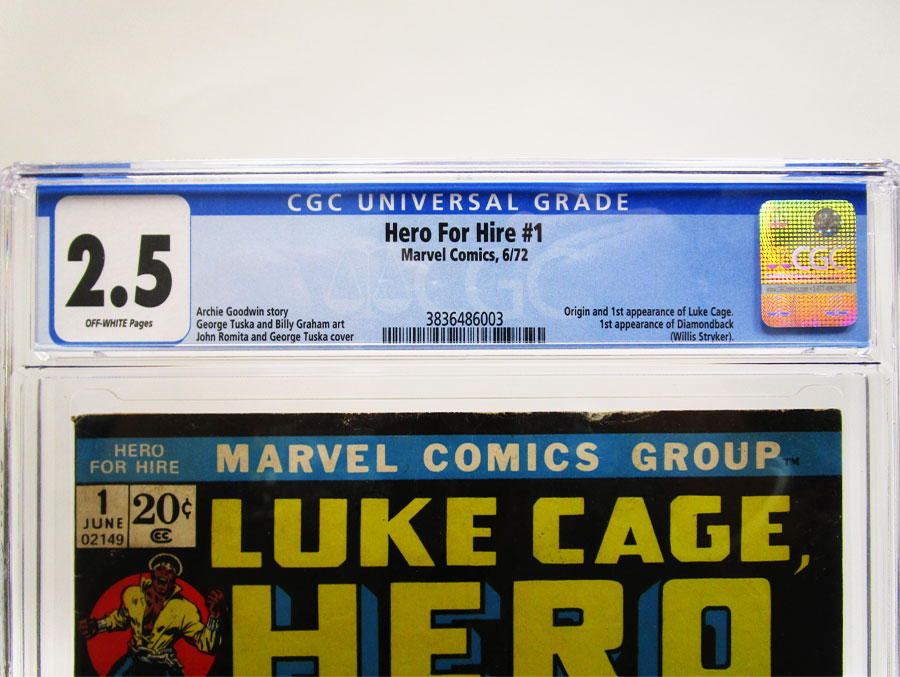 CGC UNIVERSAL GRADE
2.5
OFF-WHITE Pages
Hero For Hire #1
Marvel Comics, 6/72
Archie Goodwin story
George Tuska and Billy Graham art
John Romita and George Tuska cover
3836486003
Origin and 1st appearance of Luke Cage.
1st appearance of Diamondback
(Willis Stryker).
CGC
HERO
FOR HIRE
MARVEL COMICS GROUP™
1
JUNE
02149
20¢
CC
LUKE CAGE,
HERO